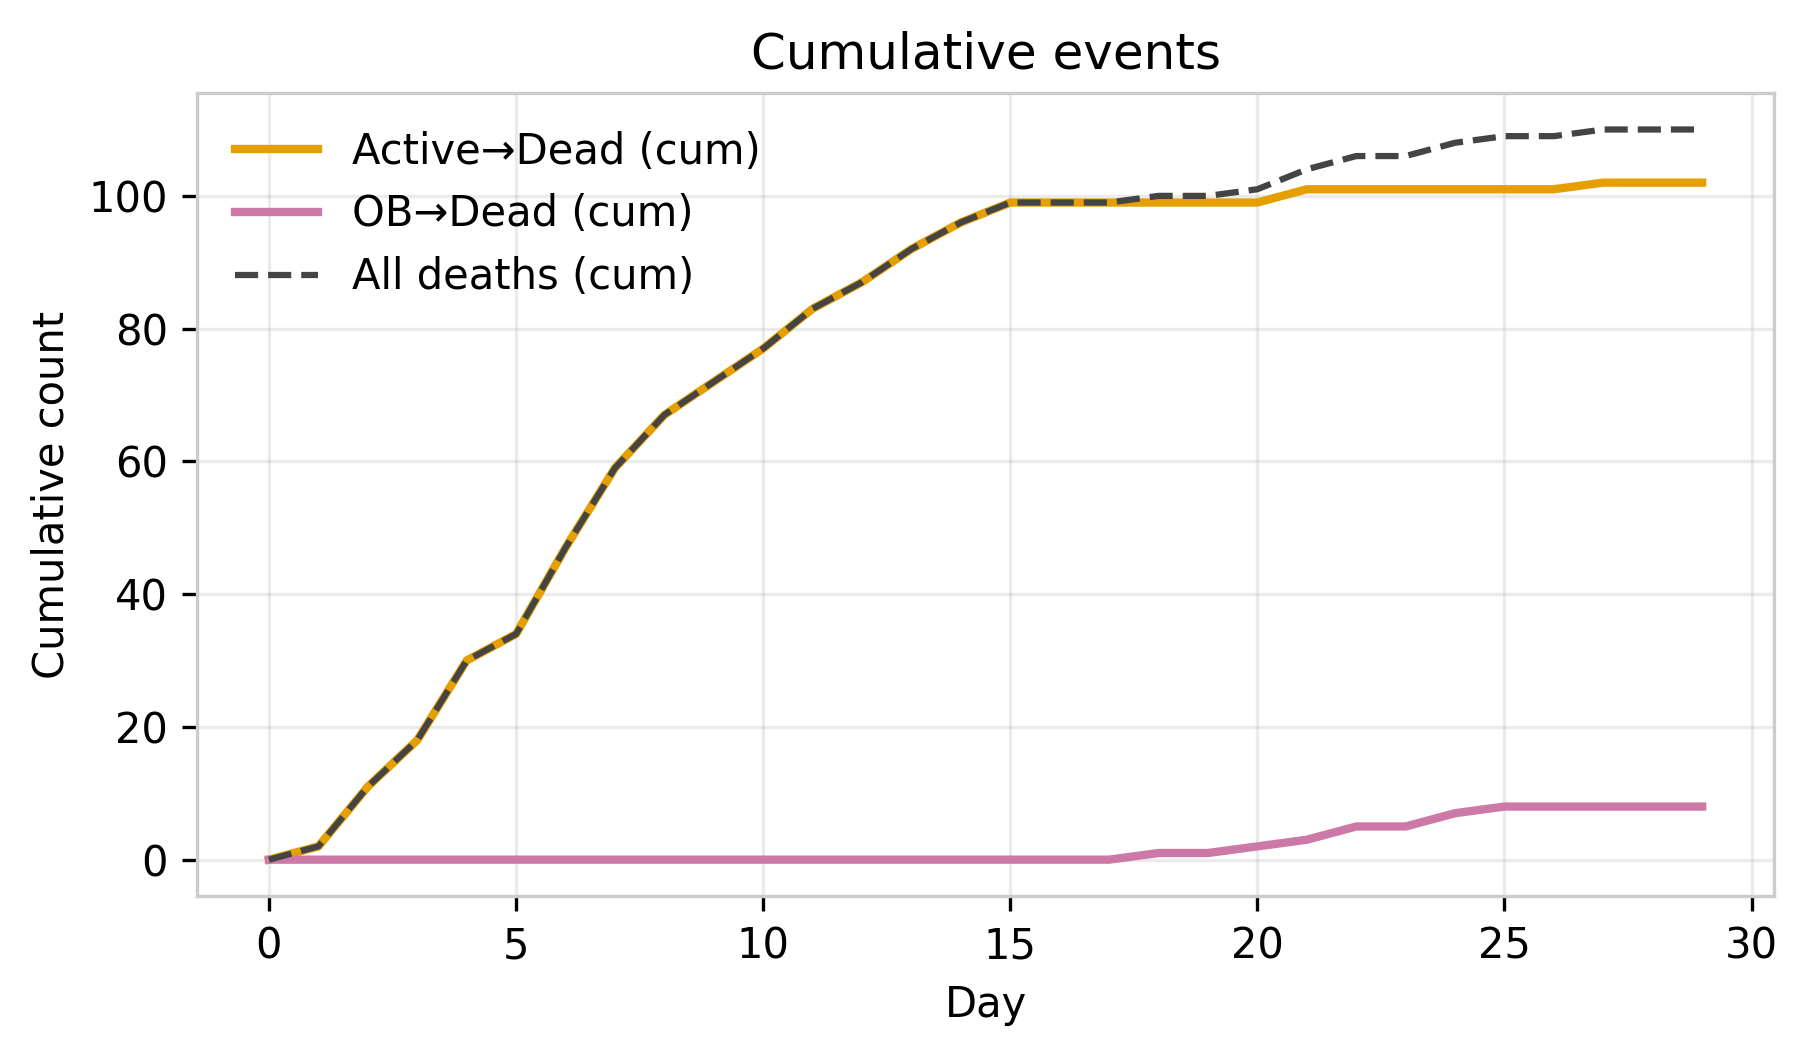 Cumulative events
Active→Dead (cum)
OB→Dead (cum)
All deaths (cum)
Cumulative count
100
80
60
40
20
0
0 5 10 15 20 25 30
Day